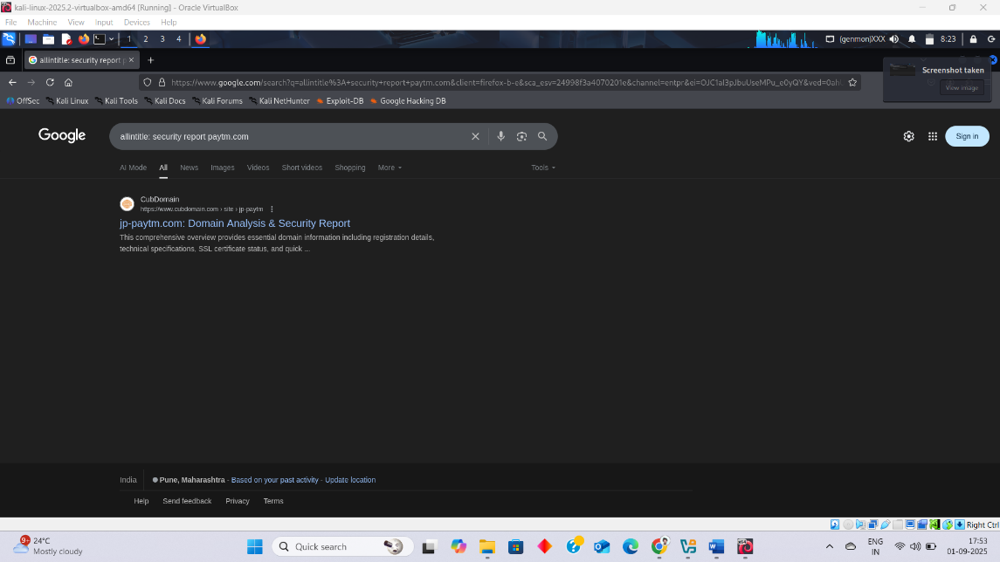 kali-linux-2025.2-virtualbox-amd64 [Running] - Oracle VirtualBox
File Machine View Input Devices Help
1 2 3 4 (genmon)XXX 8:23
allintitle: security report p
Screenshot taken
View image
https://www.google.com/search?q=allintitle%3A+security+report+paytm.com&client=firefox-b-e&sca_esv=24998f3a4070201e&channel=entpr&ei=OJC1aI3pJbuUseMPu_e0yQY&ved=0ah
OffSec Kali Linux Kali Tools Kali Docs Kali Forums Kali NetHunter Exploit-DB Google Hacking DB
Google
allintitle: security report paytm.com
Sign in
AI Mode All News Images Videos Short videos Shopping More Tools
CubDomain
https://www.cubdomain.com › site › jp-paytm
jp-paytm.com: Domain Analysis & Security Report
This comprehensive overview provides essential domain information including registration details,
technical specifications, SSL certificate status, and quick ...
India Pune, Maharashtra - Based on your past activity - Update location
Help Send feedback Privacy Terms
Right Ctrl
9+ 24°C
Mostly cloudy
Quick search
ENG
IN
17:53
01-09-2025